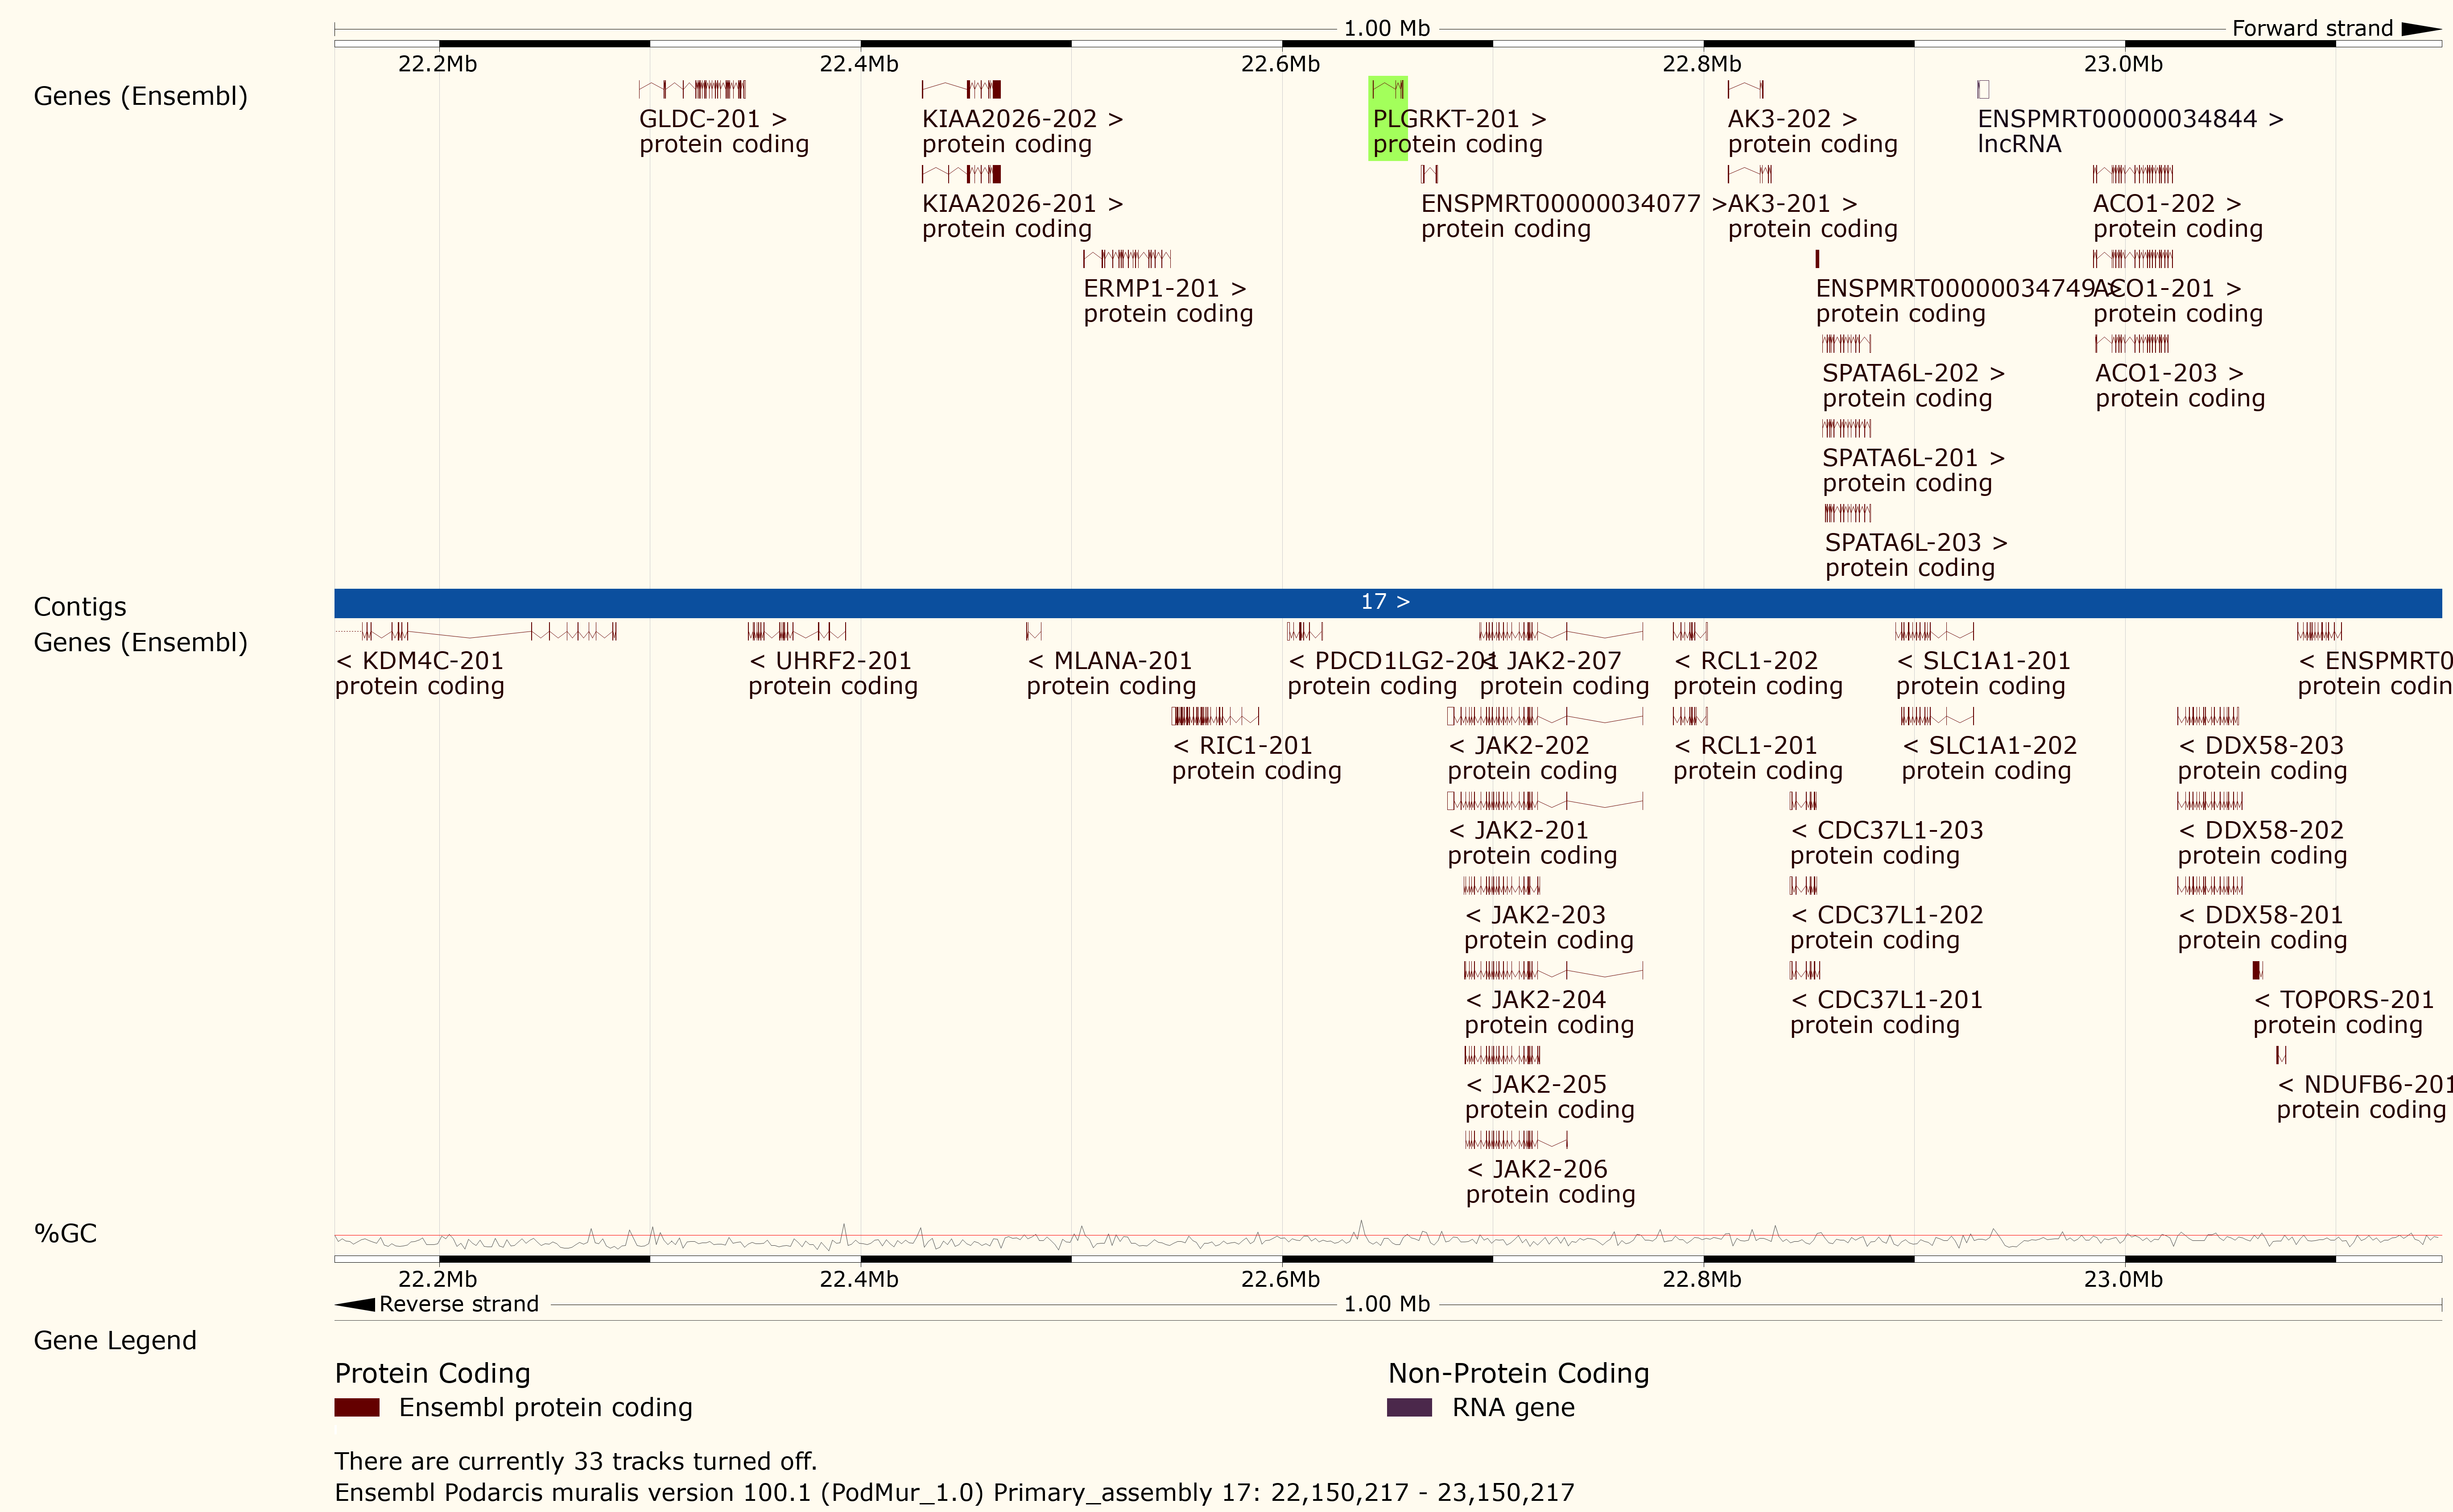 1.00 Mb
Forward strand
22.2Mb 22.4Mb 22.6Mb 22.8Mb 23.0Mb
Genes (Ensembl)
GLDC-201 > KIAA2026-202 > PLGRKT-201 > AK3-202 > ENSPMRT00000034844 >
protein coding protein coding protein coding protein coding lncRNA
KIAA2026-201 > ENSPMRT00000034077 > AK3-201 > ACO1-202 >
protein coding protein coding protein coding protein coding
ERMP1-201 > ENSPMRT00000034749 > ACO1-201 >
protein coding protein coding protein coding
SPATA6L-202 > ACO1-203 >
protein coding protein coding
SPATA6L-201 >
protein coding
SPATA6L-203 >
protein coding
Contigs 17 >
Genes (Ensembl)
< KDM4C-201 < UHRF2-201 < MLANA-201 < PDCD1LG2-201 < JAK2-207 < RCL1-202 < SLC1A1-201 < ENSPMRT0
protein coding protein coding protein coding protein coding protein coding protein coding protein coding protein codin
< RIC1-201 < JAK2-202 < RCL1-201 < SLC1A1-202 < DDX58-203
protein coding protein coding protein coding protein coding protein coding
< JAK2-201 < CDC37L1-203 < DDX58-202
protein coding protein coding protein coding
< JAK2-203 < CDC37L1-202 < DDX58-201
protein coding protein coding protein coding
< JAK2-204 < CDC37L1-201 < TOPORS-201
protein coding protein coding protein coding
< JAK2-205 < NDUFB6-201
protein coding protein coding
< JAK2-206
protein coding
%GC
22.2Mb 22.4Mb 22.6Mb 22.8Mb 23.0Mb
Reverse strand 1.00 Mb
Gene Legend
Protein Coding Non-Protein Coding
Ensembl protein coding RNA gene
There are currently 33 tracks turned off.
Ensembl Podarcis muralis version 100.1 (PodMur_1.0) Primary_assembly 17: 22,150,217 - 23,150,217